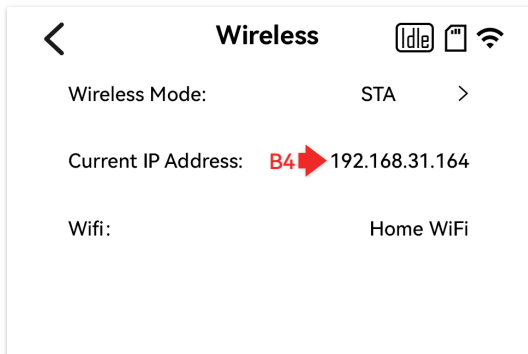 Wireless
Idle
Wireless Mode: STA
Current IP Address: B4 192.168.31.164
Wifi: Home WiFi